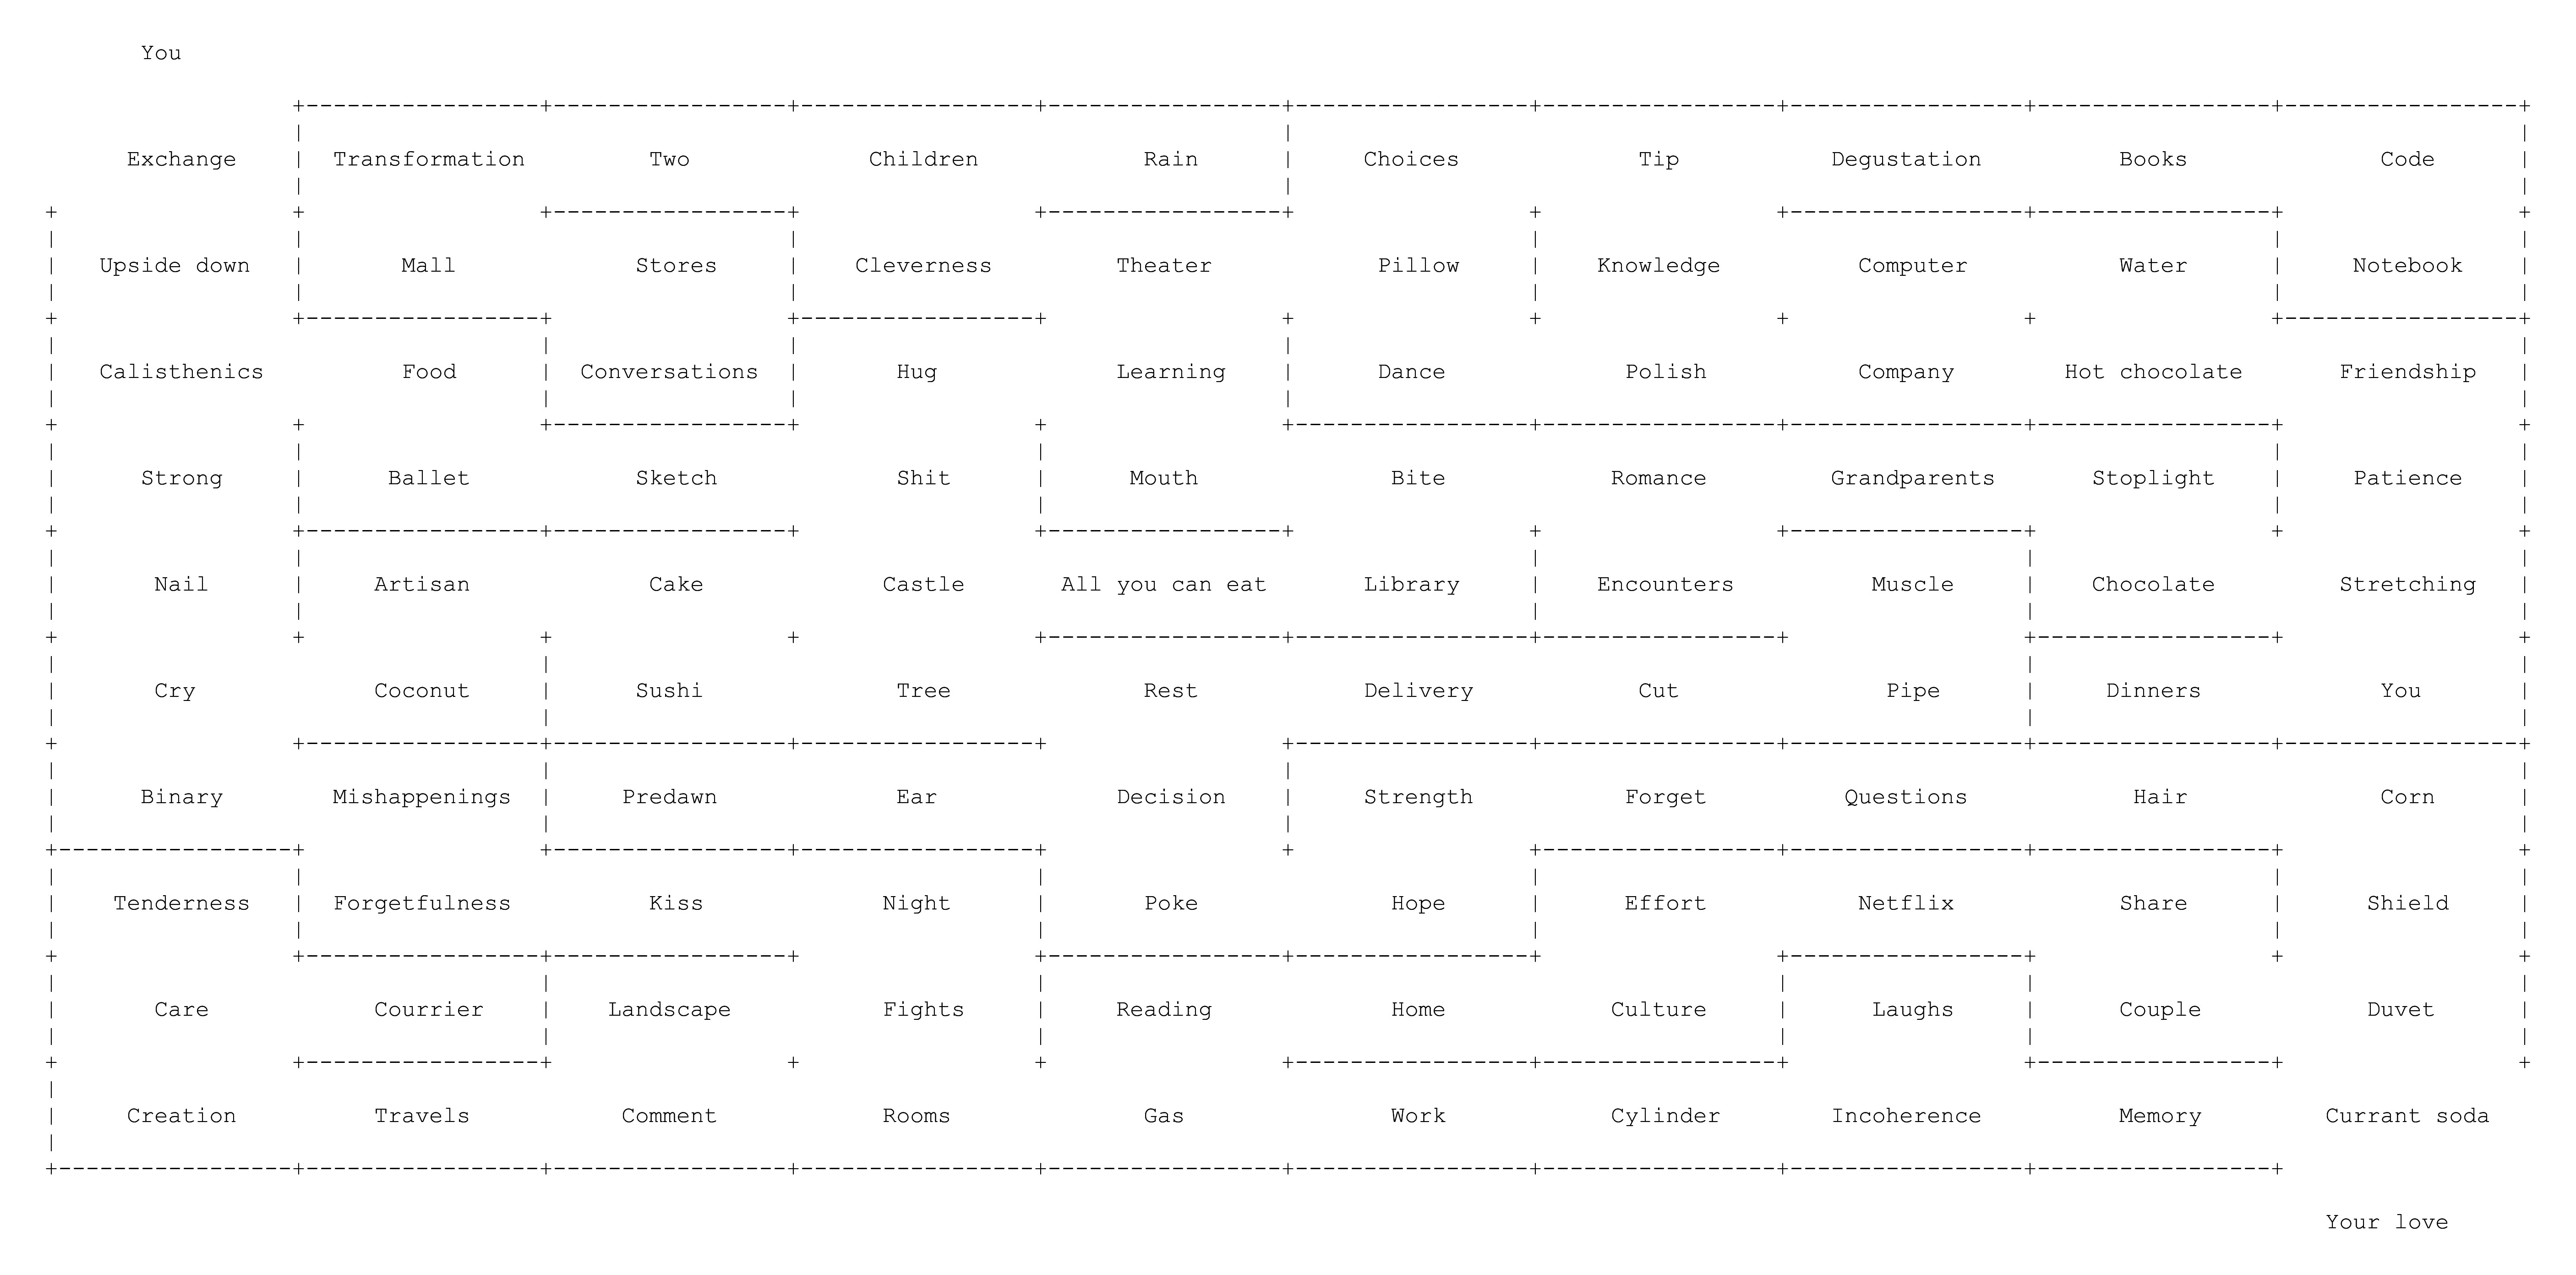 You
Exchange Transformation Two Children Rain Choices Tip Degustation Books Code
Upside down Mall Stores Cleverness Theater Pillow Knowledge Computer Water Notebook
Calisthenics Food Conversations Hug Learning Dance Polish Company Hot chocolate Friendship
Strong Ballet Sketch Shit Mouth Bite Romance Grandparents Stoplight Patience
Nail Artisan Cake Castle All you can eat Library Encounters Muscle Chocolate Stretching
Cry Coconut Sushi Tree Rest Delivery Cut Pipe Dinners You
Binary Mishappenings Predawn Ear Decision Strength Forget Questions Hair Corn
Tenderness Forgetfulness Kiss Night Poke Hope Effort Netflix Share Shield
Care Courrier Landscape Fights Reading Home Culture Laughs Couple Duvet
Creation Travels Comment Rooms Gas Work Cylinder Incoherence Memory Currant soda
Your love